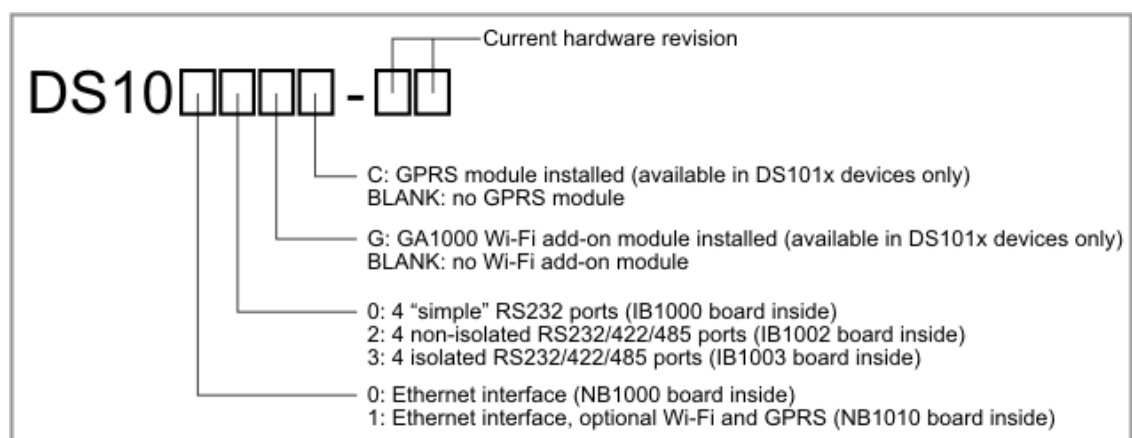 Current hardware revision
DS10□□□□-□□
C: GPRS module installed (available in DS101x devices only)
BLANK: no GPRS module
G: GA1000 Wi-Fi add-on module installed (available in DS101x devices only)
BLANK: no Wi-Fi add-on module
0: 4 “simple” RS232 ports (IB1000 board inside)
2: 4 non-isolated RS232/422/485 ports (IB1002 board inside)
3: 4 isolated RS232/422/485 ports (IB1003 board inside)
0: Ethernet interface (NB1000 board inside)
1: Ethernet interface, optional Wi-Fi and GPRS (NB1010 board inside)